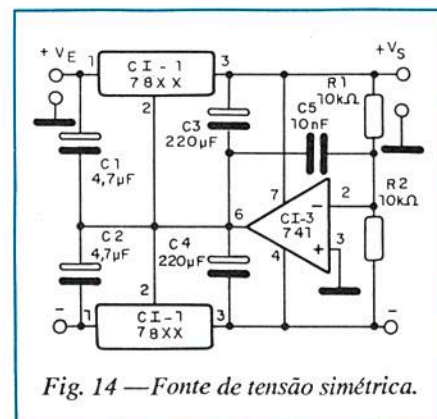 + VE
1
CI-1
78XX
3
+VS
2
R1
10kΩ
C5
10nF
C3
220µF
C1
4,7µF
7
2
R2
10kΩ
6
CI-3
741
3
C2
4,7µF
C4
220µF
4
2
–
1
CI-1
78XX
3
–
Fig. 14 — Fonte de tensão simétrica.